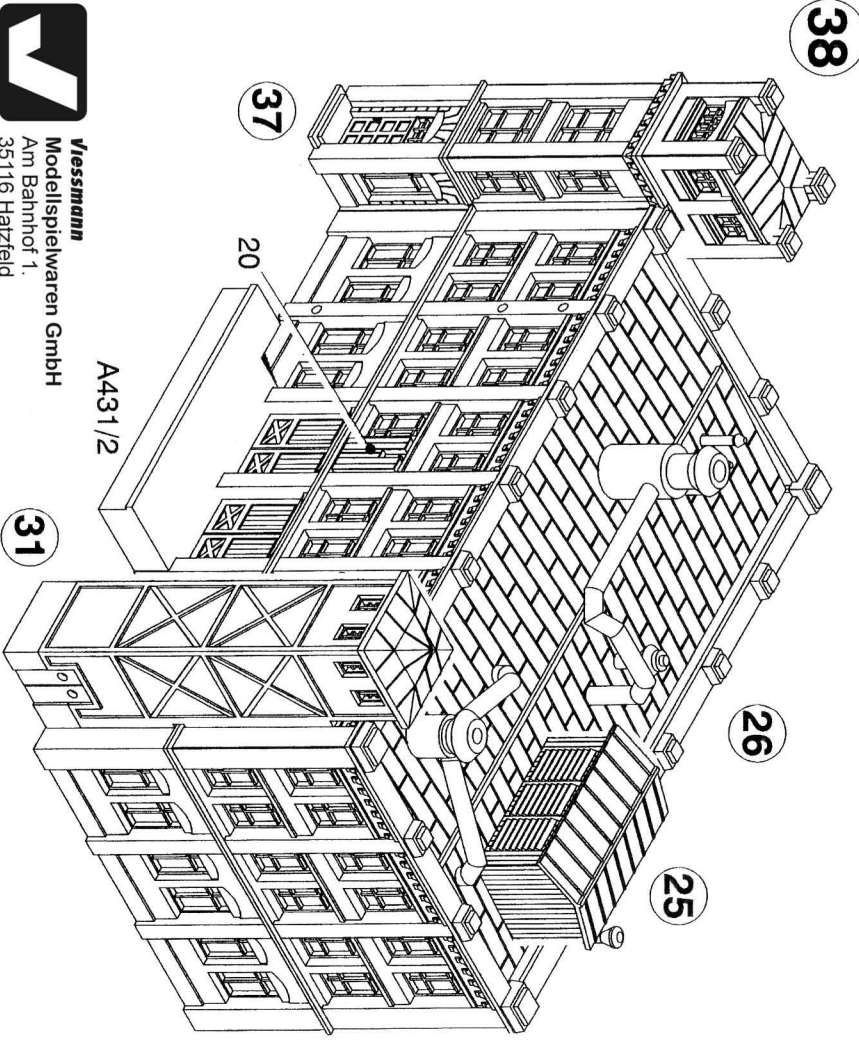 38
37
20
A431/2
31
26
25
Viessmann
Modellspielwaren GmbH
Am Bahnhof 1.
35116 Hatzfeld